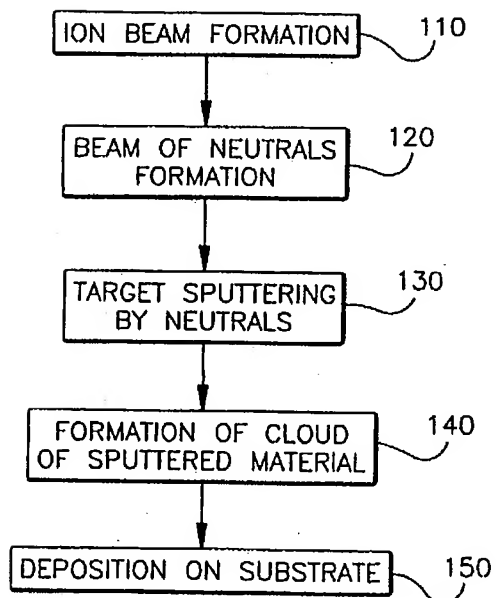 ION BEAM FORMATION
110
BEAM OF NEUTRALS
FORMATION
120
TARGET SPUTTERING
BY NEUTRALS
130
FORMATION OF CLOUD
OF SPUTTERED MATERIAL
140
DEPOSITION ON SUBSTRATE
150